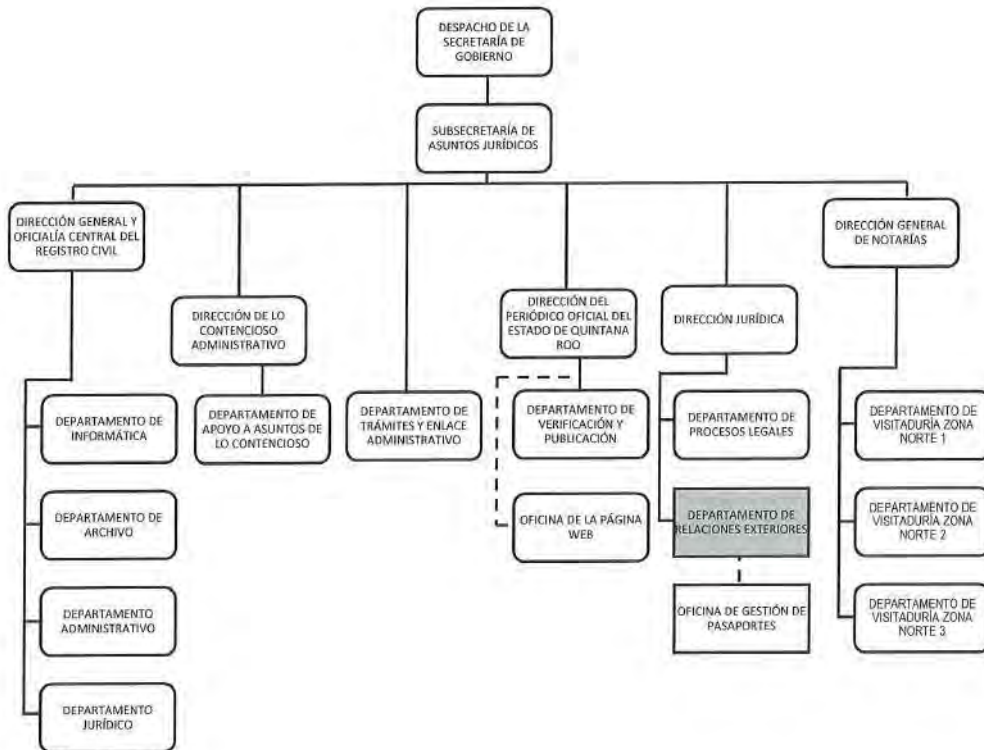 DESPACHO DE LA
SECRETARÍA DE
GOBIERNO
SUBSECRETARÍA DE
ASUNTOS JURÍDICOS
DIRECCIÓN GENERAL Y
OFICIALÍA CENTRAL DEL
REGISTRO CIVIL
DIRECCIÓN GENERAL
DE NOTARÍAS
DIRECCIÓN DE LO
CONTENCIOSO
ADMINISTRATIVO
DIRECCIÓN DEL
PERIÓDICO OFICIAL DEL
ESTADO DE QUINTANA
ROO
DIRECCIÓN JURÍDICA
DEPARTAMENTO DE
INFORMÁTICA
DEPARTAMENTO DE
APOYO A ASUNTOS DE
LO CONTENCIOSO
DEPARTAMENTO DE
TRÁMITES Y ENLACE
ADMINISTRATIVO
DEPARTAMENTO DE
VERIFICACIÓN Y
PUBLICACIÓN
DEPARTAMENTO DE
PROCESOS LEGALES
DEPARTAMENTO DE
VISITADURÍA ZONA
NORTE 1
DEPARTAMENTO DE
ARCHIVO
OFICINA DE LA PÁGINA
WEB
DEPARTAMENTO DE
RELACIONES EXTERIORES
DEPARTAMENTO DE
VISITADURÍA ZONA
NORTE 2
DEPARTAMENTO
ADMINISTRATIVO
OFICINA DE GESTIÓN DE
PASAPORTES
DEPARTAMENTO DE
VISITADURÍA ZONA
NORTE 3
DEPARTAMENTO
JURÍDICO